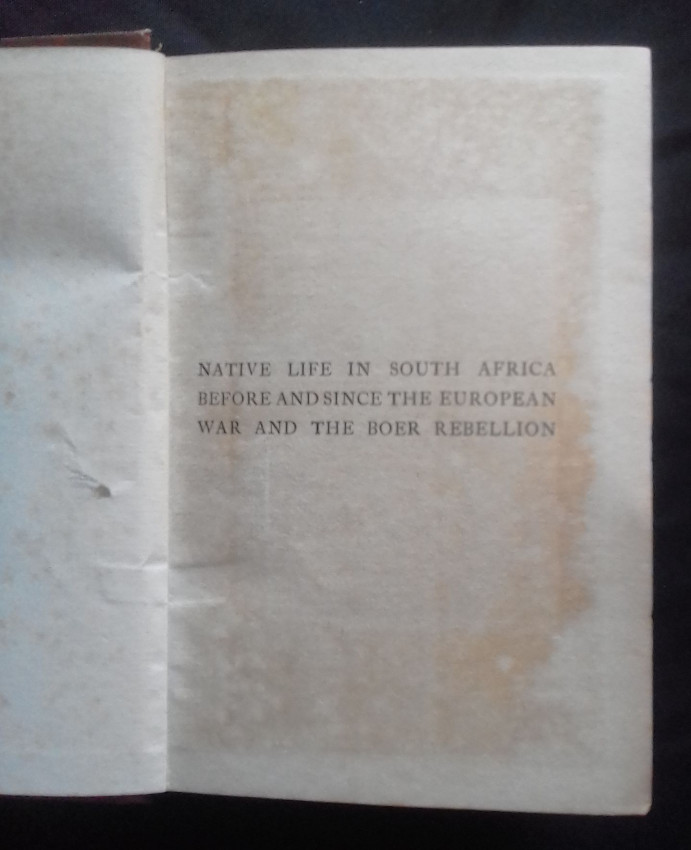 NATIVE LIFE IN SOUTH AFRICA
BEFORE AND SINCE THE EUROPEAN
WAR AND THE BOER REBELLION